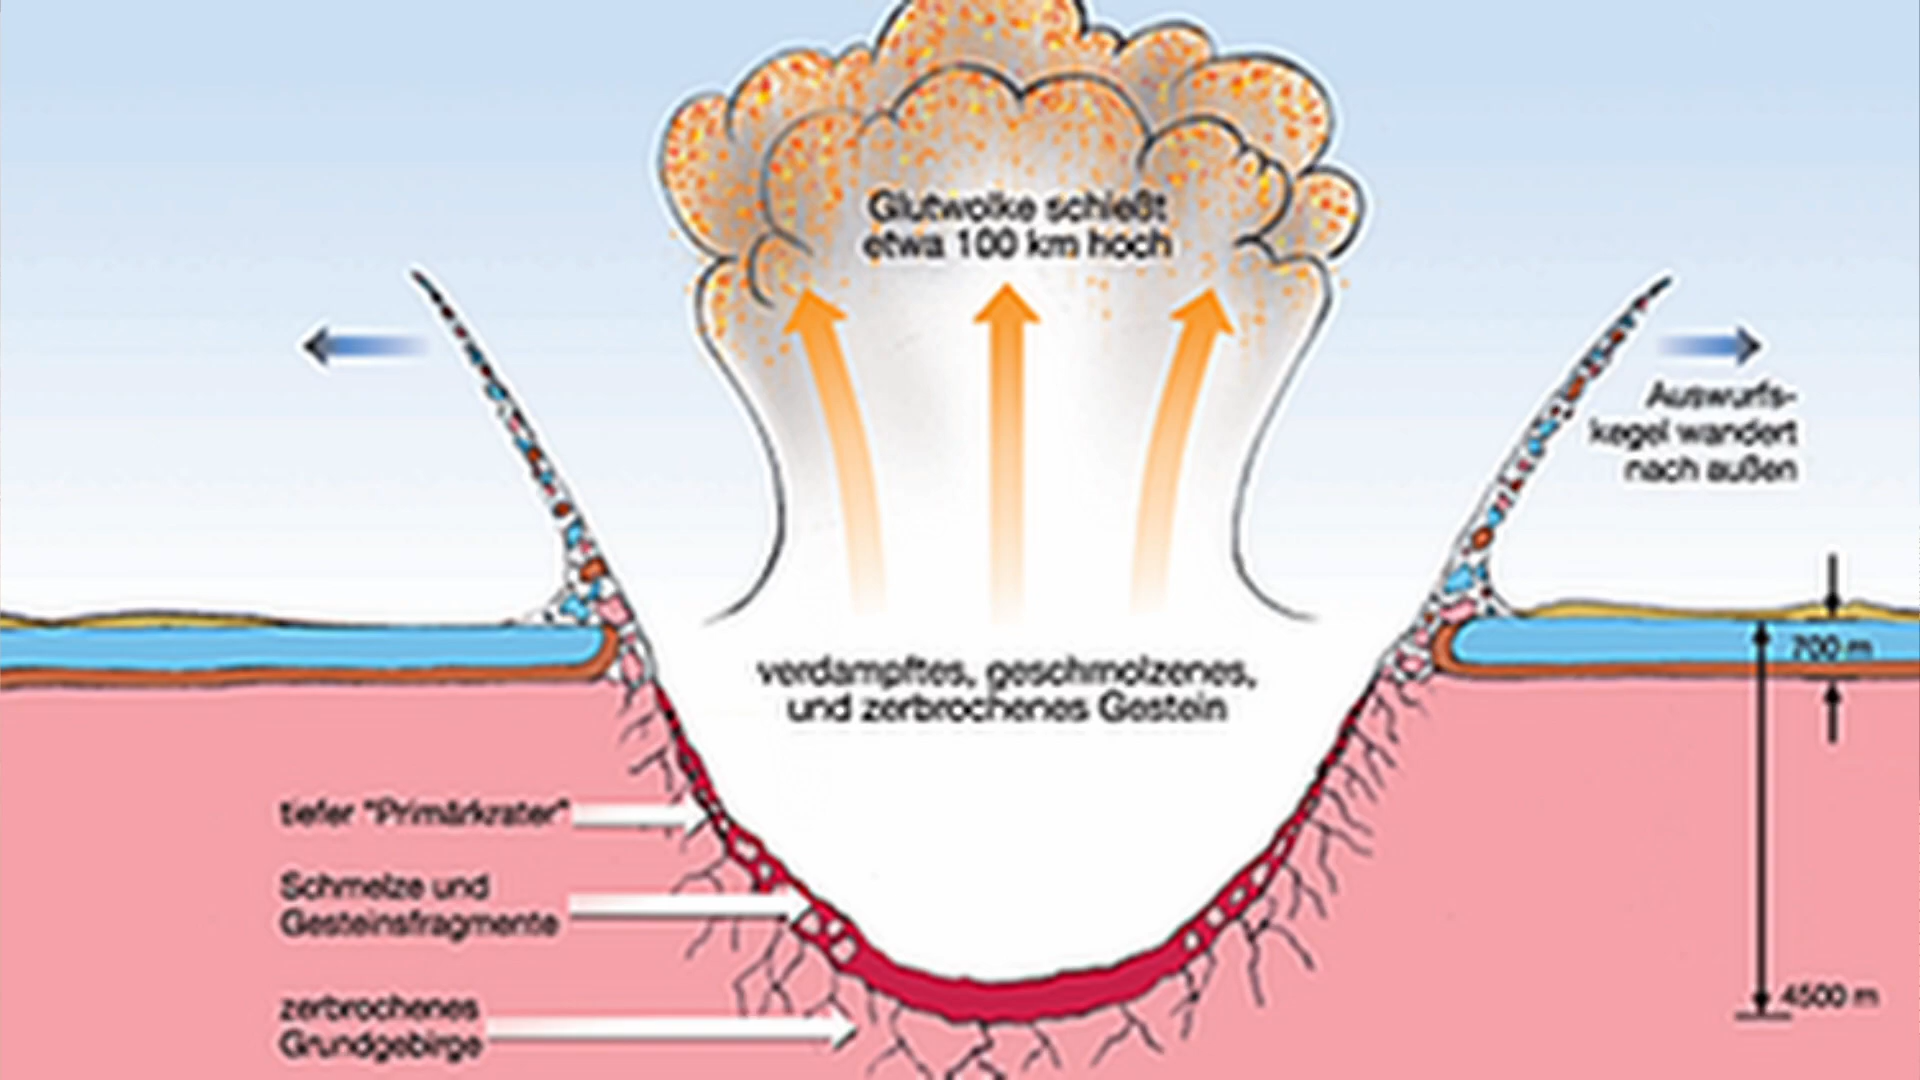 Glutwolke schießt
etwa 100 km hoch
Auswurfs-
kegel wandert
nach außen
700 m
verdampftes, geschmolzenes,
und zerbrochenes Gestein
tiefer "Primärkrater"
Schmelze und
Gesteinsfragmente
4500 m
zerbrochenes
Grundgebirge